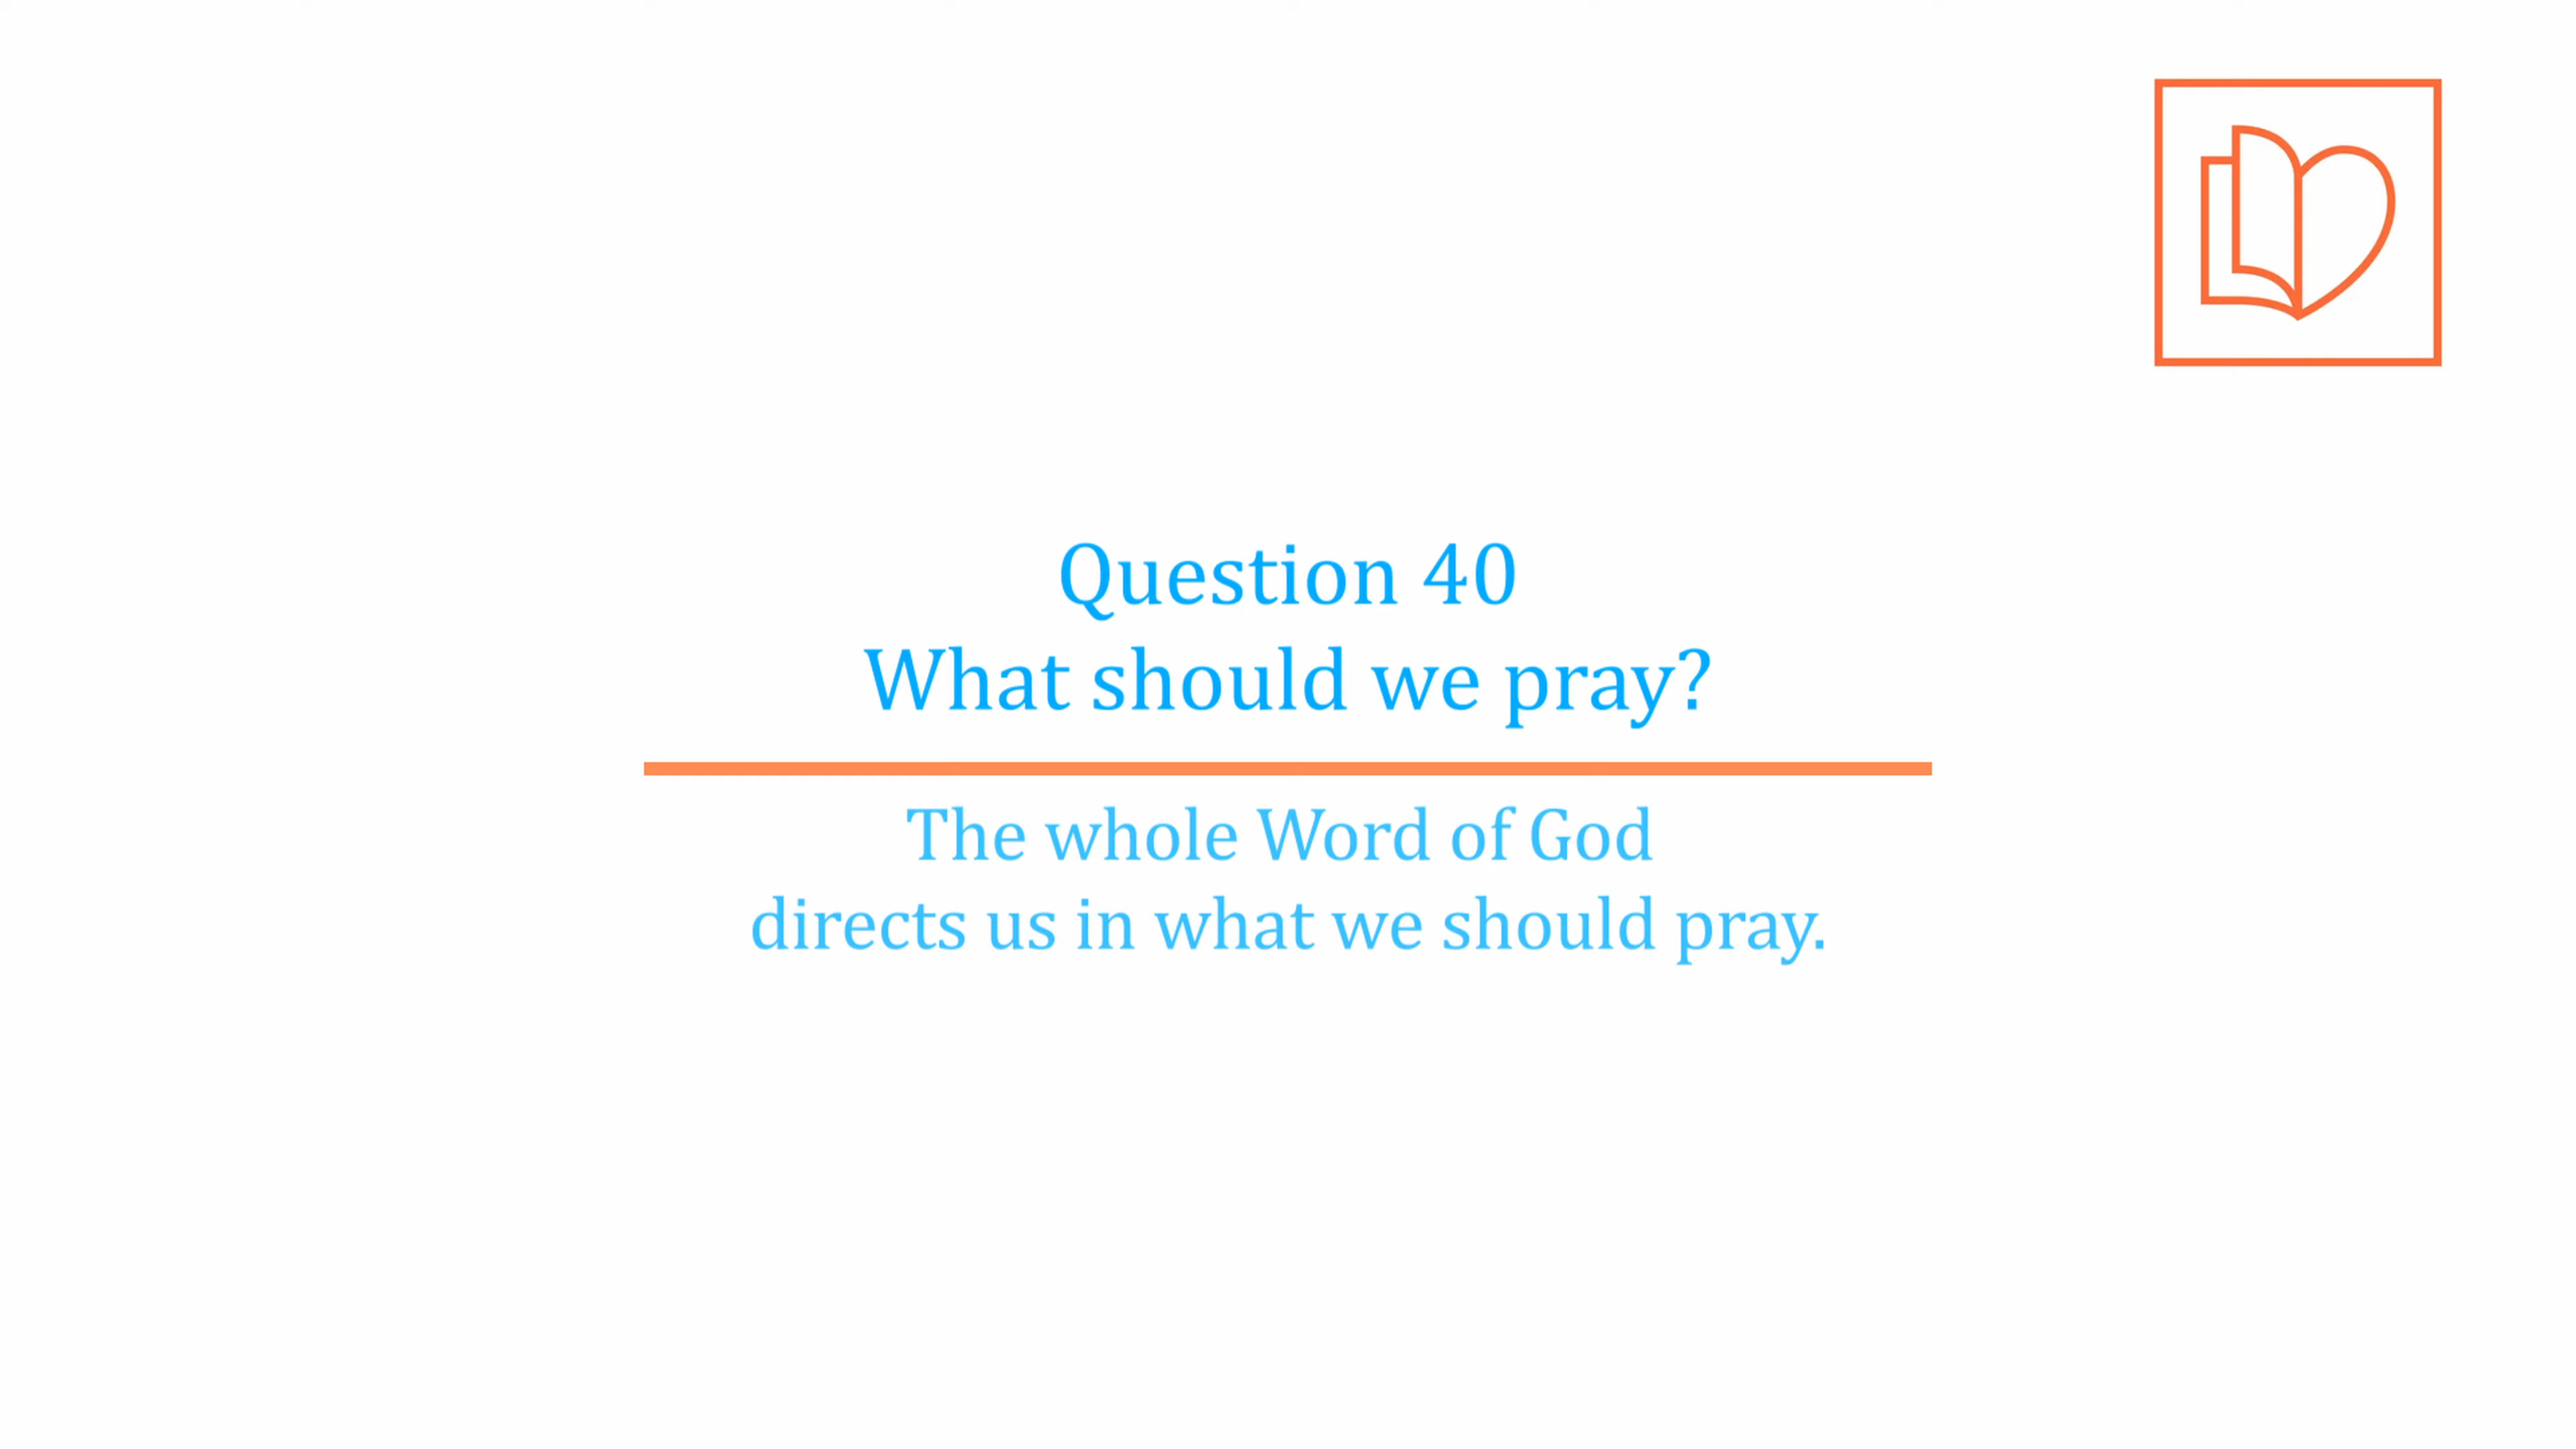 Question 40
What should we pray?
The whole Word of God
directs us in what we should pray.